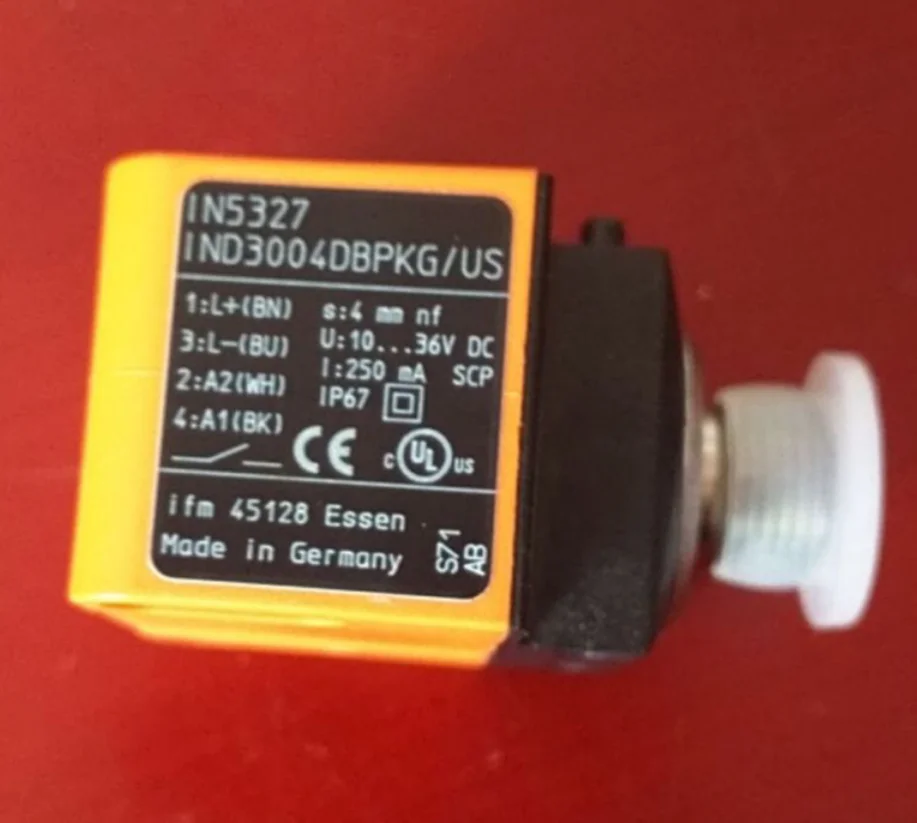 IN5327
IND3004DBPKG/US
1:L+(BN)
3:L-(BU)
2:A2(WH)
4:A1(BK)
s:4 mm nf
U:10...36V DC
I:250 mA SCP
IP67
CE
c UL us
ifm 45128 Essen
Made in Germany
S71
AB